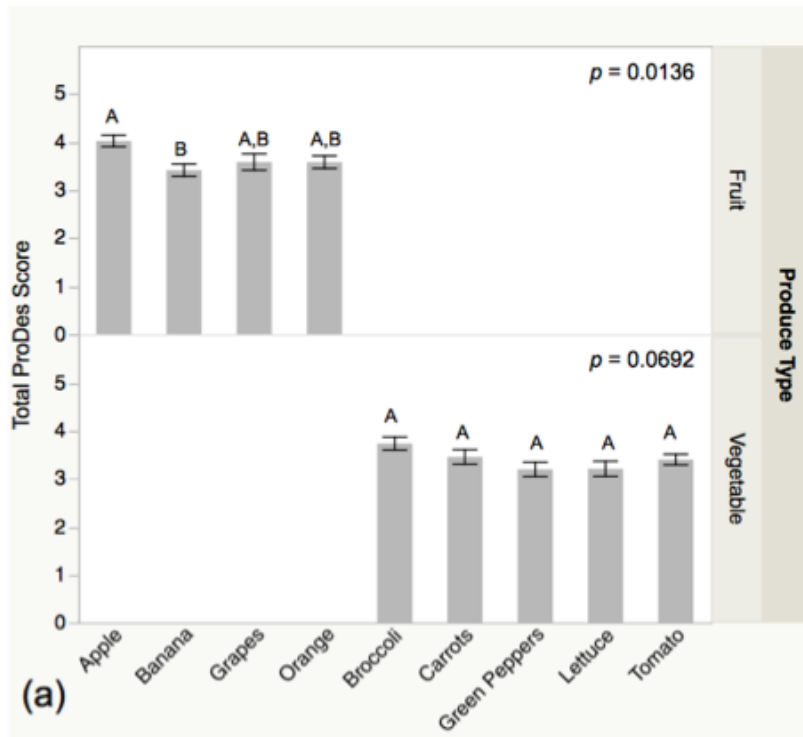 p = 0.0136
5
A
4
B
A,B
A,B
3
2
1
0
Fruit
p = 0.0692
5
A
A
A
A
A
4
3
2
1
0
Vegetable
Total ProDes Score
Produce Type
Apple
Banana
Grapes
Orange
Broccoli
Carrots
Green Peppers
Lettuce
Tomato
(a)